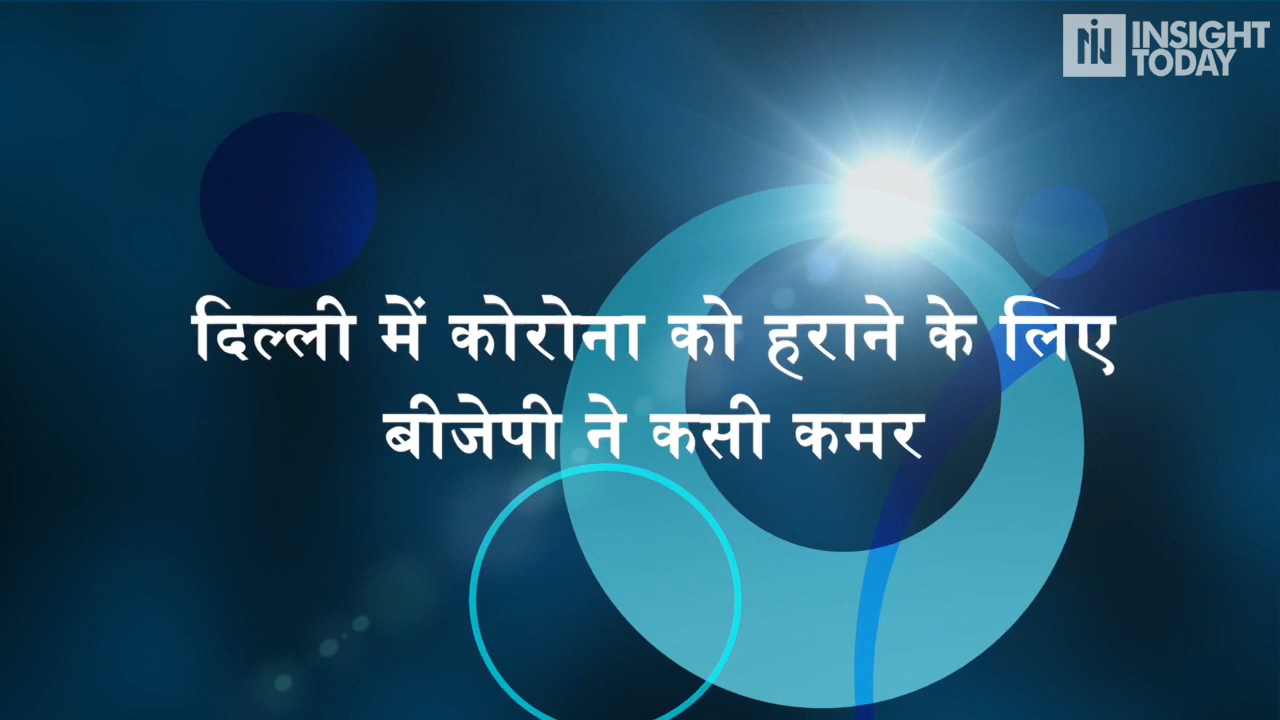 INSIGHT
TODAY
दिल्ली में कोरोना को हराने के लिए
बीजेपी ने कसी कमर